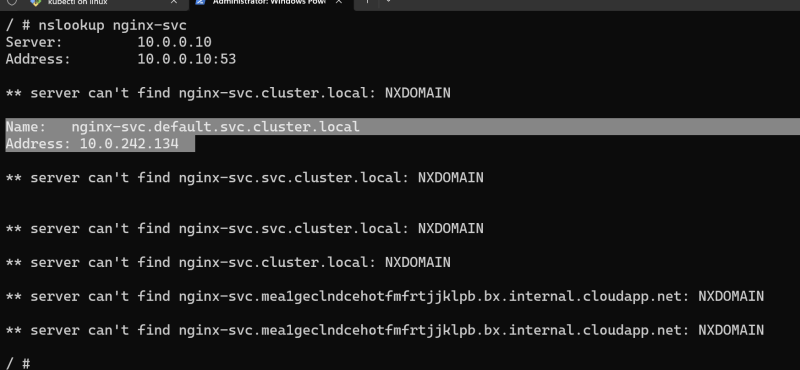 kubectl on linux
Administrator: Windows Pow
/ # nslookup nginx-svc
Server: 10.0.0.10
Address: 10.0.0.10:53
** server can't find nginx-svc.cluster.local: NXDOMAIN
Name: nginx-svc.default.svc.cluster.local
Address: 10.0.242.134
** server can't find nginx-svc.svc.cluster.local: NXDOMAIN
** server can't find nginx-svc.svc.cluster.local: NXDOMAIN
** server can't find nginx-svc.cluster.local: NXDOMAIN
** server can't find nginx-svc.mea1geclndcehotfmfrtjjklpb.bx.internal.cloudapp.net: NXDOMAIN
** server can't find nginx-svc.mea1geclndcehotfmfrtjjklpb.bx.internal.cloudapp.net: NXDOMAIN
/ #